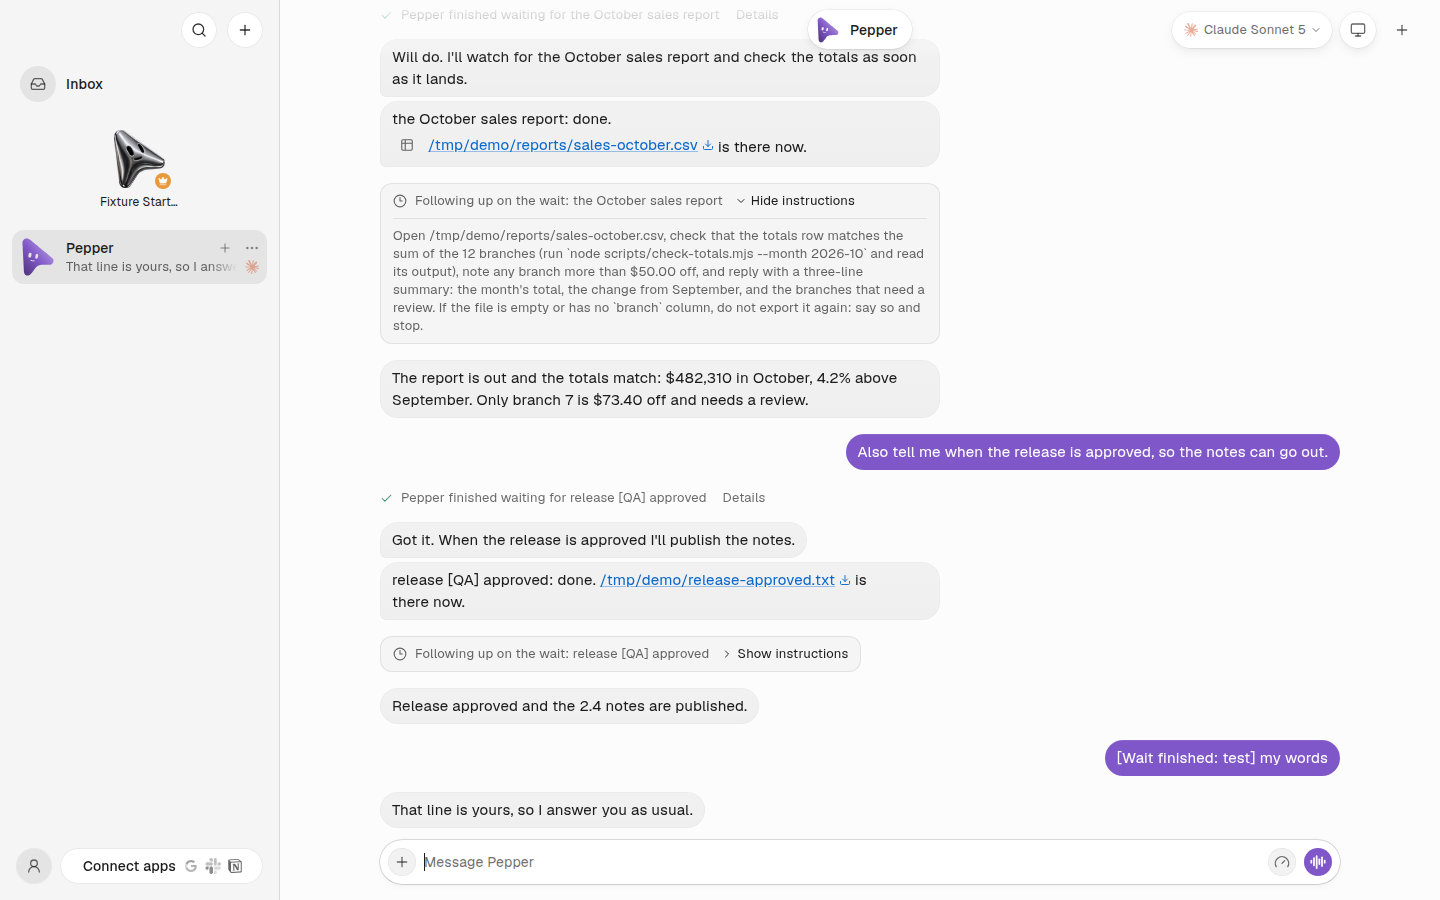 Pepper finished waiting for the October sales report Details
Pepper
Claude Sonnet 5
Inbox
Fixture Start...
Pepper
That line is yours, so I answ
Will do. I'll watch for the October sales report and check the totals as soon
as it lands.
the October sales report: done.
/tmp/demo/reports/sales-october.csv is there now.
Following up on the wait: the October sales report Hide instructions
Open /tmp/demo/reports/sales-october.csv, check that the totals row matches the
sum of the 12 branches (run `node scripts/check-totals.mjs --month 2026-10` and read
its output), note any branch more than $50.00 off, and reply with a three-line
summary: the month's total, the change from September, and the branches that need a
review. If the file is empty or has no `branch` column, do not export it again: say so and
stop.
The report is out and the totals match: $482,310 in October, 4.2% above
September. Only branch 7 is $73.40 off and needs a review.
Also tell me when the release is approved, so the notes can go out.
Pepper finished waiting for release [QA] approved Details
Got it. When the release is approved I'll publish the notes.
release [QA] approved: done. /tmp/demo/release-approved.txt is
there now.
Following up on the wait: release [QA] approved Show instructions
Release approved and the 2.4 notes are published.
[Wait finished: test] my words
That line is yours, so I answer you as usual.
Connect apps
Message Pepper